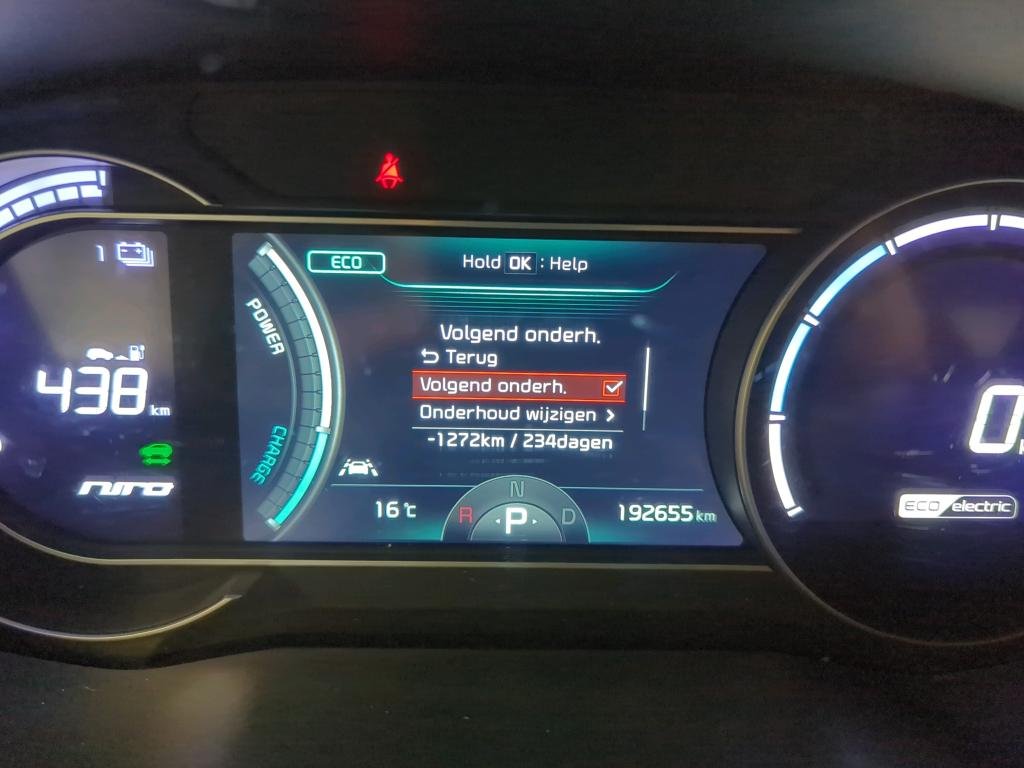 ECO
Hold OK : Help
1
POWER
Volgend onderh.
Terug
438 km
Volgend onderh.
Onderhoud wijzigen
-1272km / 234dagen
CHARGE
niro
N
16°C
R P D
192655 km
0
ECO electric